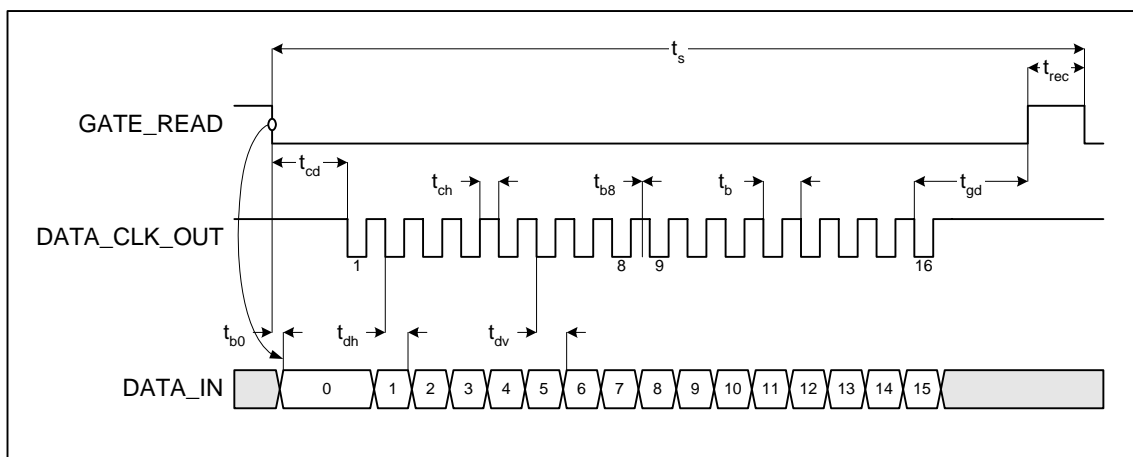 t_s
t_rec
GATE_READ
t_cd
t_ch
t_b8
t_b
t_gd
DATA_CLK_OUT
1 8 9 16
t_b0
t_dh
t_dv
DATA_IN
0 1 2 3 4 5 6 7 8 9 10 11 12 13 14 15